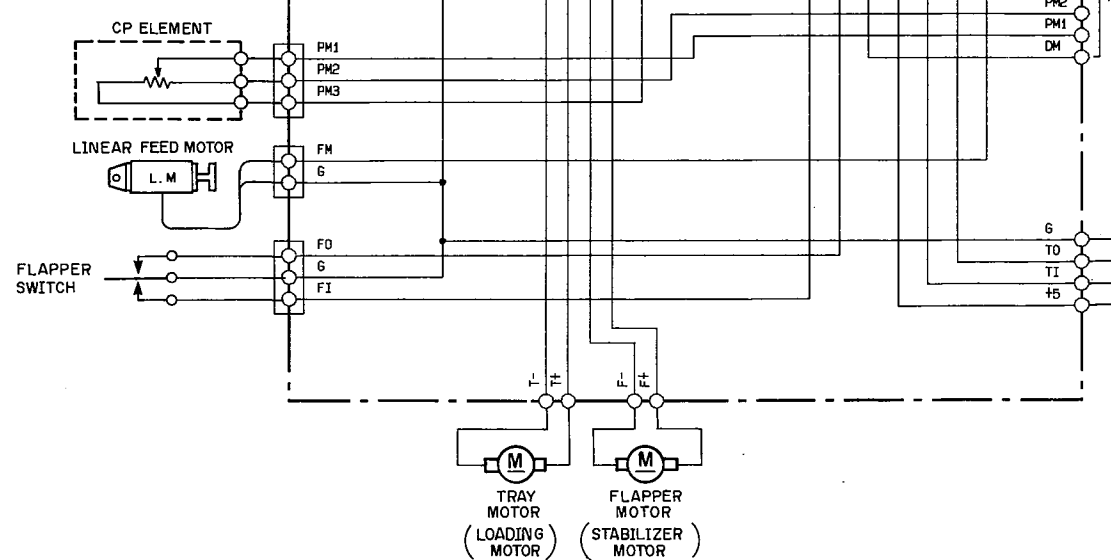 CP ELEMENT
PM1
PM2
PM3
PM2
PM1
DM
LINEAR FEED MOTOR
L.M
FM
G
FLAPPER
SWITCH
FO
G
FI
G
TO
TI
+5
T-
T+
F-
F+
M
M
TRAY
MOTOR
(LOADING
MOTOR)
FLAPPER
MOTOR
(STABILIZER
MOTOR)